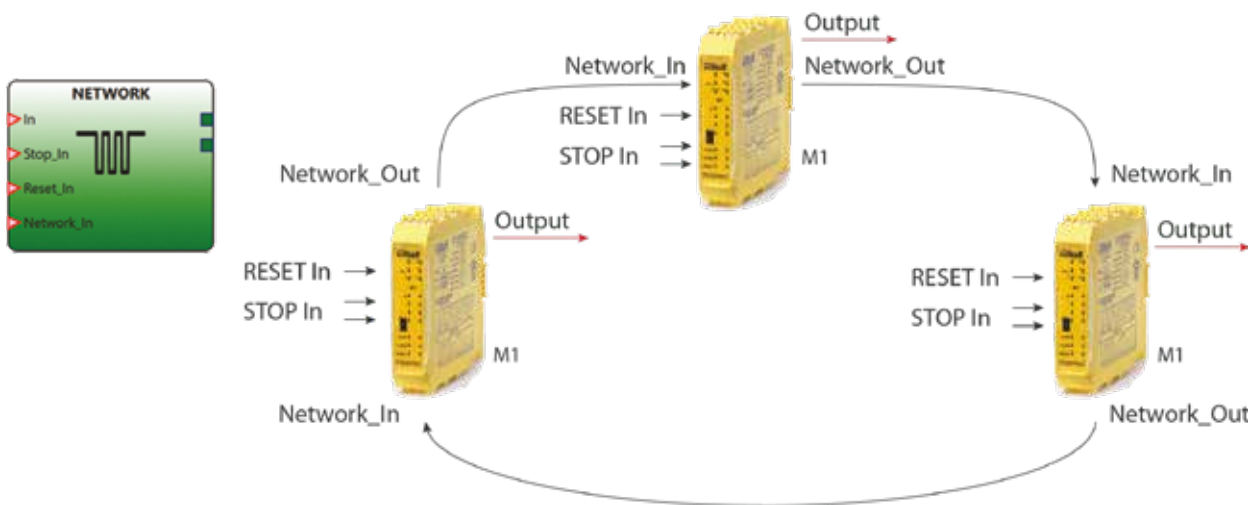 NETWORK
In
Stop_In
Reset_In
Network_In
Output
Network_In
Network_Out
RESET In
STOP In
M1
Network_Out
Output
RESET In
STOP In
M1
Network_In
Network_In
Output
RESET In
STOP In
M1
Network_Out